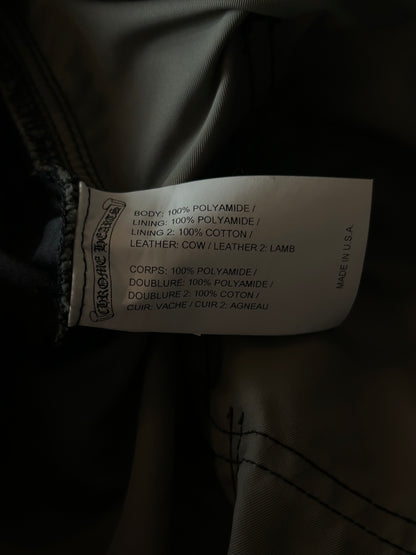 CHROME HEARTS
BODY: 100% POLYAMIDE /
LINING: 100% POLYAMIDE /
LINING 2: 100% COTTON /
LEATHER: COW / LEATHER 2: LAMB
CORPS: 100% POLYAMIDE /
DOUBLURE: 100% POLYAMIDE /
DOUBLURE 2: 100% COTON /
CUIR: VACHE / CUIR 2: AGNEAU
MADE IN U.S.A.